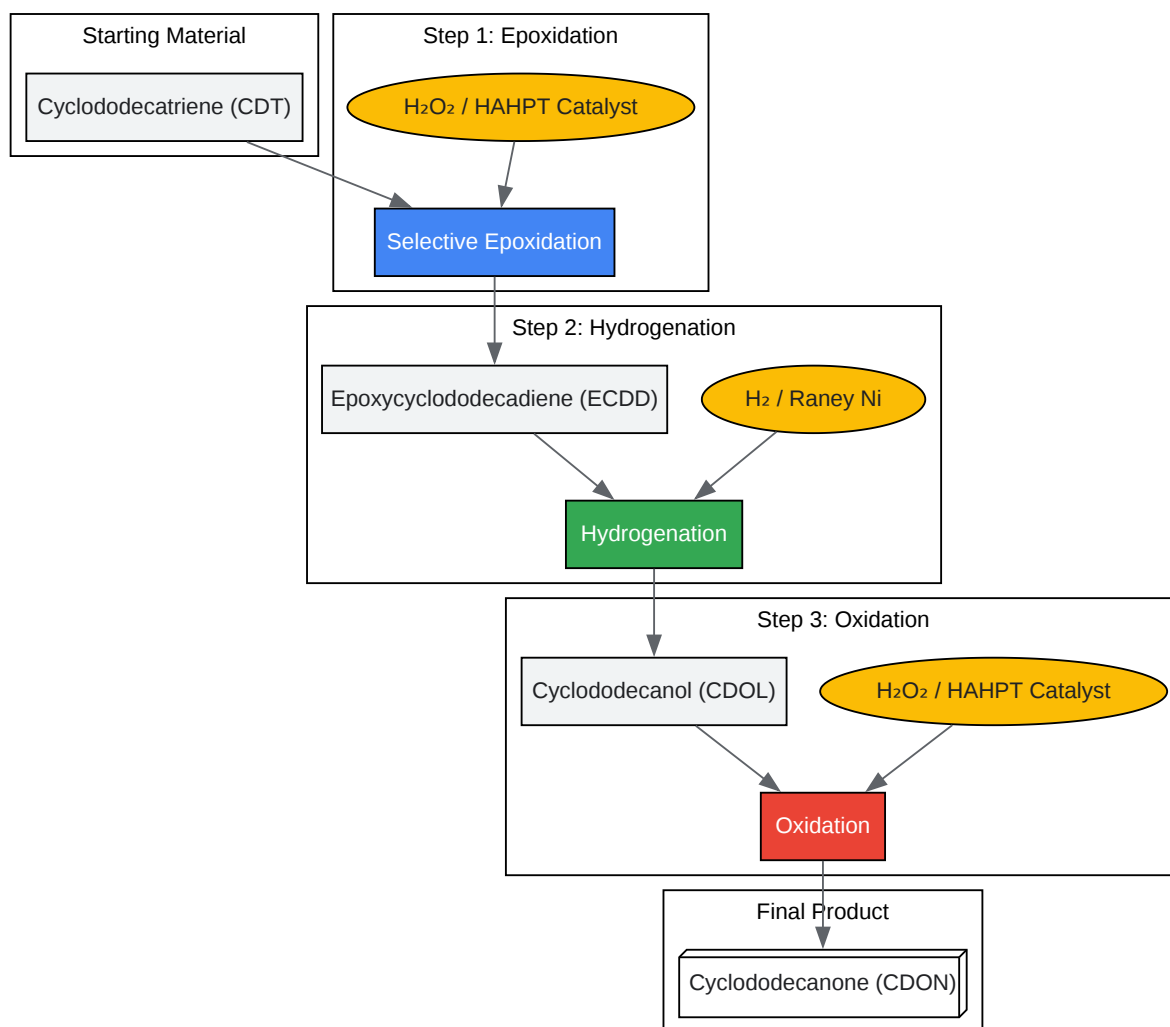 Starting Material
Cyclododecatriene (CDT)
Step 1: Epoxidation
H₂O₂ / HAHPT Catalyst
Selective Epoxidation
Step 2: Hydrogenation
Epoxycyclododecadiene (ECDD)
H₂ / Raney Ni
Hydrogenation
Step 3: Oxidation
Cyclododecanol (CDOL)
H₂O₂ / HAHPT Catalyst
Oxidation
Final Product
Cyclododecanone (CDON)